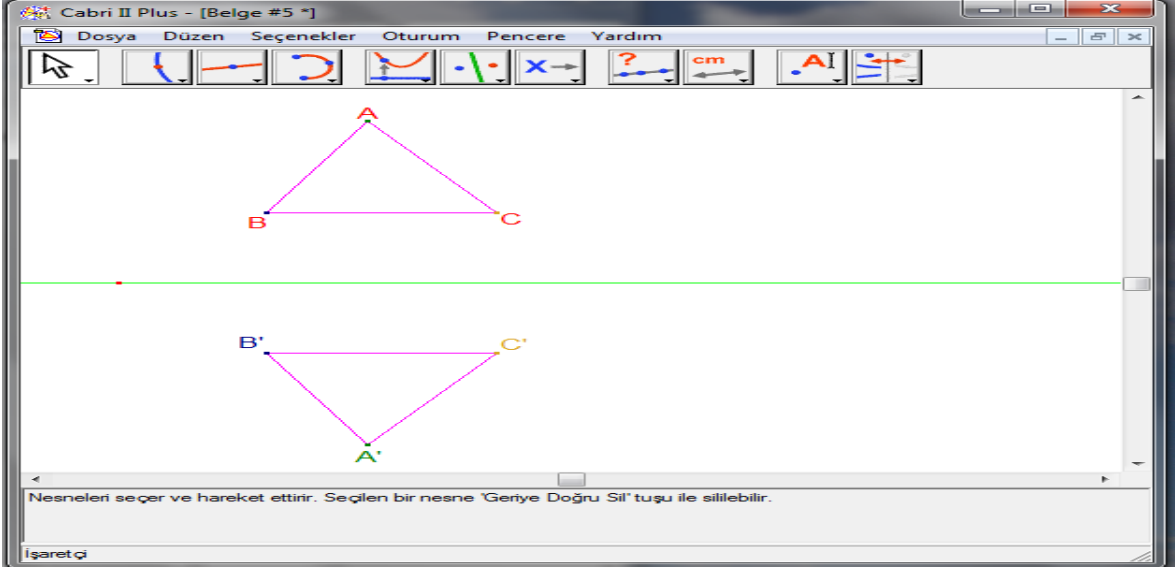 Cabri II Plus - [Belge #5 *]
Dosya Düzen Seçenekler Oturum Pencere Yardım
? cm A
A
B C
B' C'
A'
Nesneleri seçer ve hareket ettirir. Seçilen bir nesne 'Geriye Doğru Sil' tuşu ile sililebilir.
İşaretçi